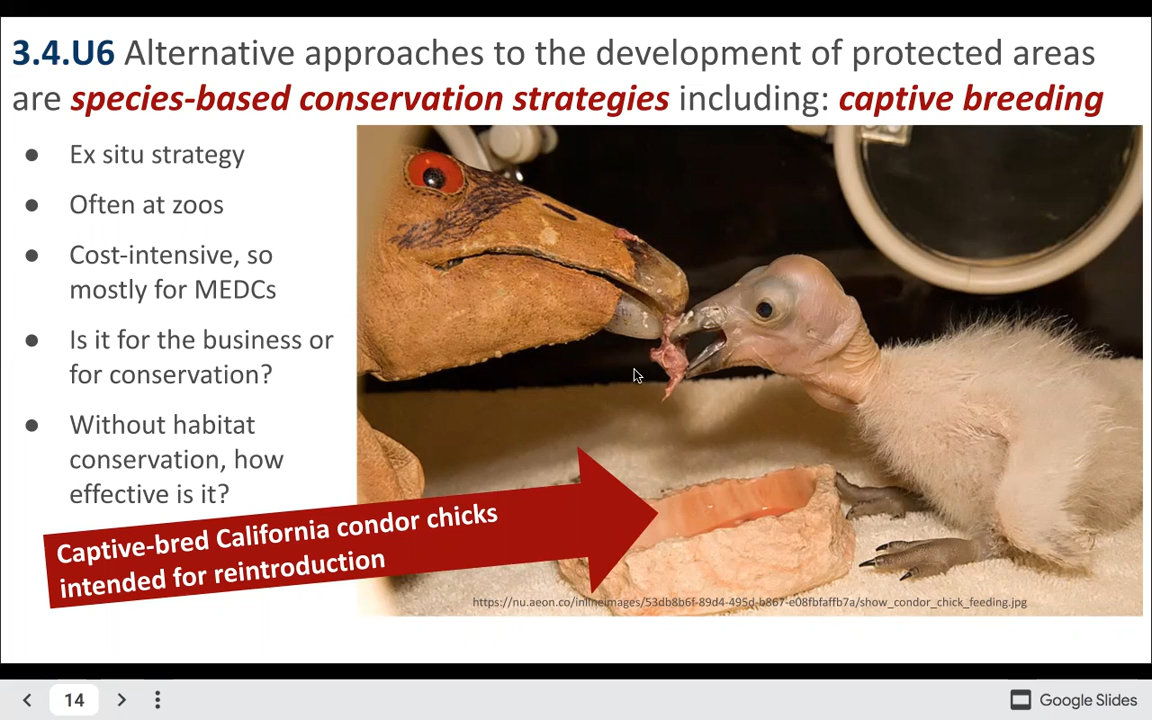 3.4.U6 Alternative approaches to the development of protected areas
are species-based conservation strategies including: captive breeding
● Ex situ strategy
● Often at zoos
● Cost-intensive, so
mostly for MEDCs
● Is it for the business or
for conservation?
● Without habitat
conservation, how
effective is it?
Captive-bred California condor chicks
intended for reintroduction
https://nu.aeon.co/inlineimages/53db8b6f-89d4-495d-b867-e08fbfaffb7a/show_condor_chick_feeding.jpg
14
Google Slides